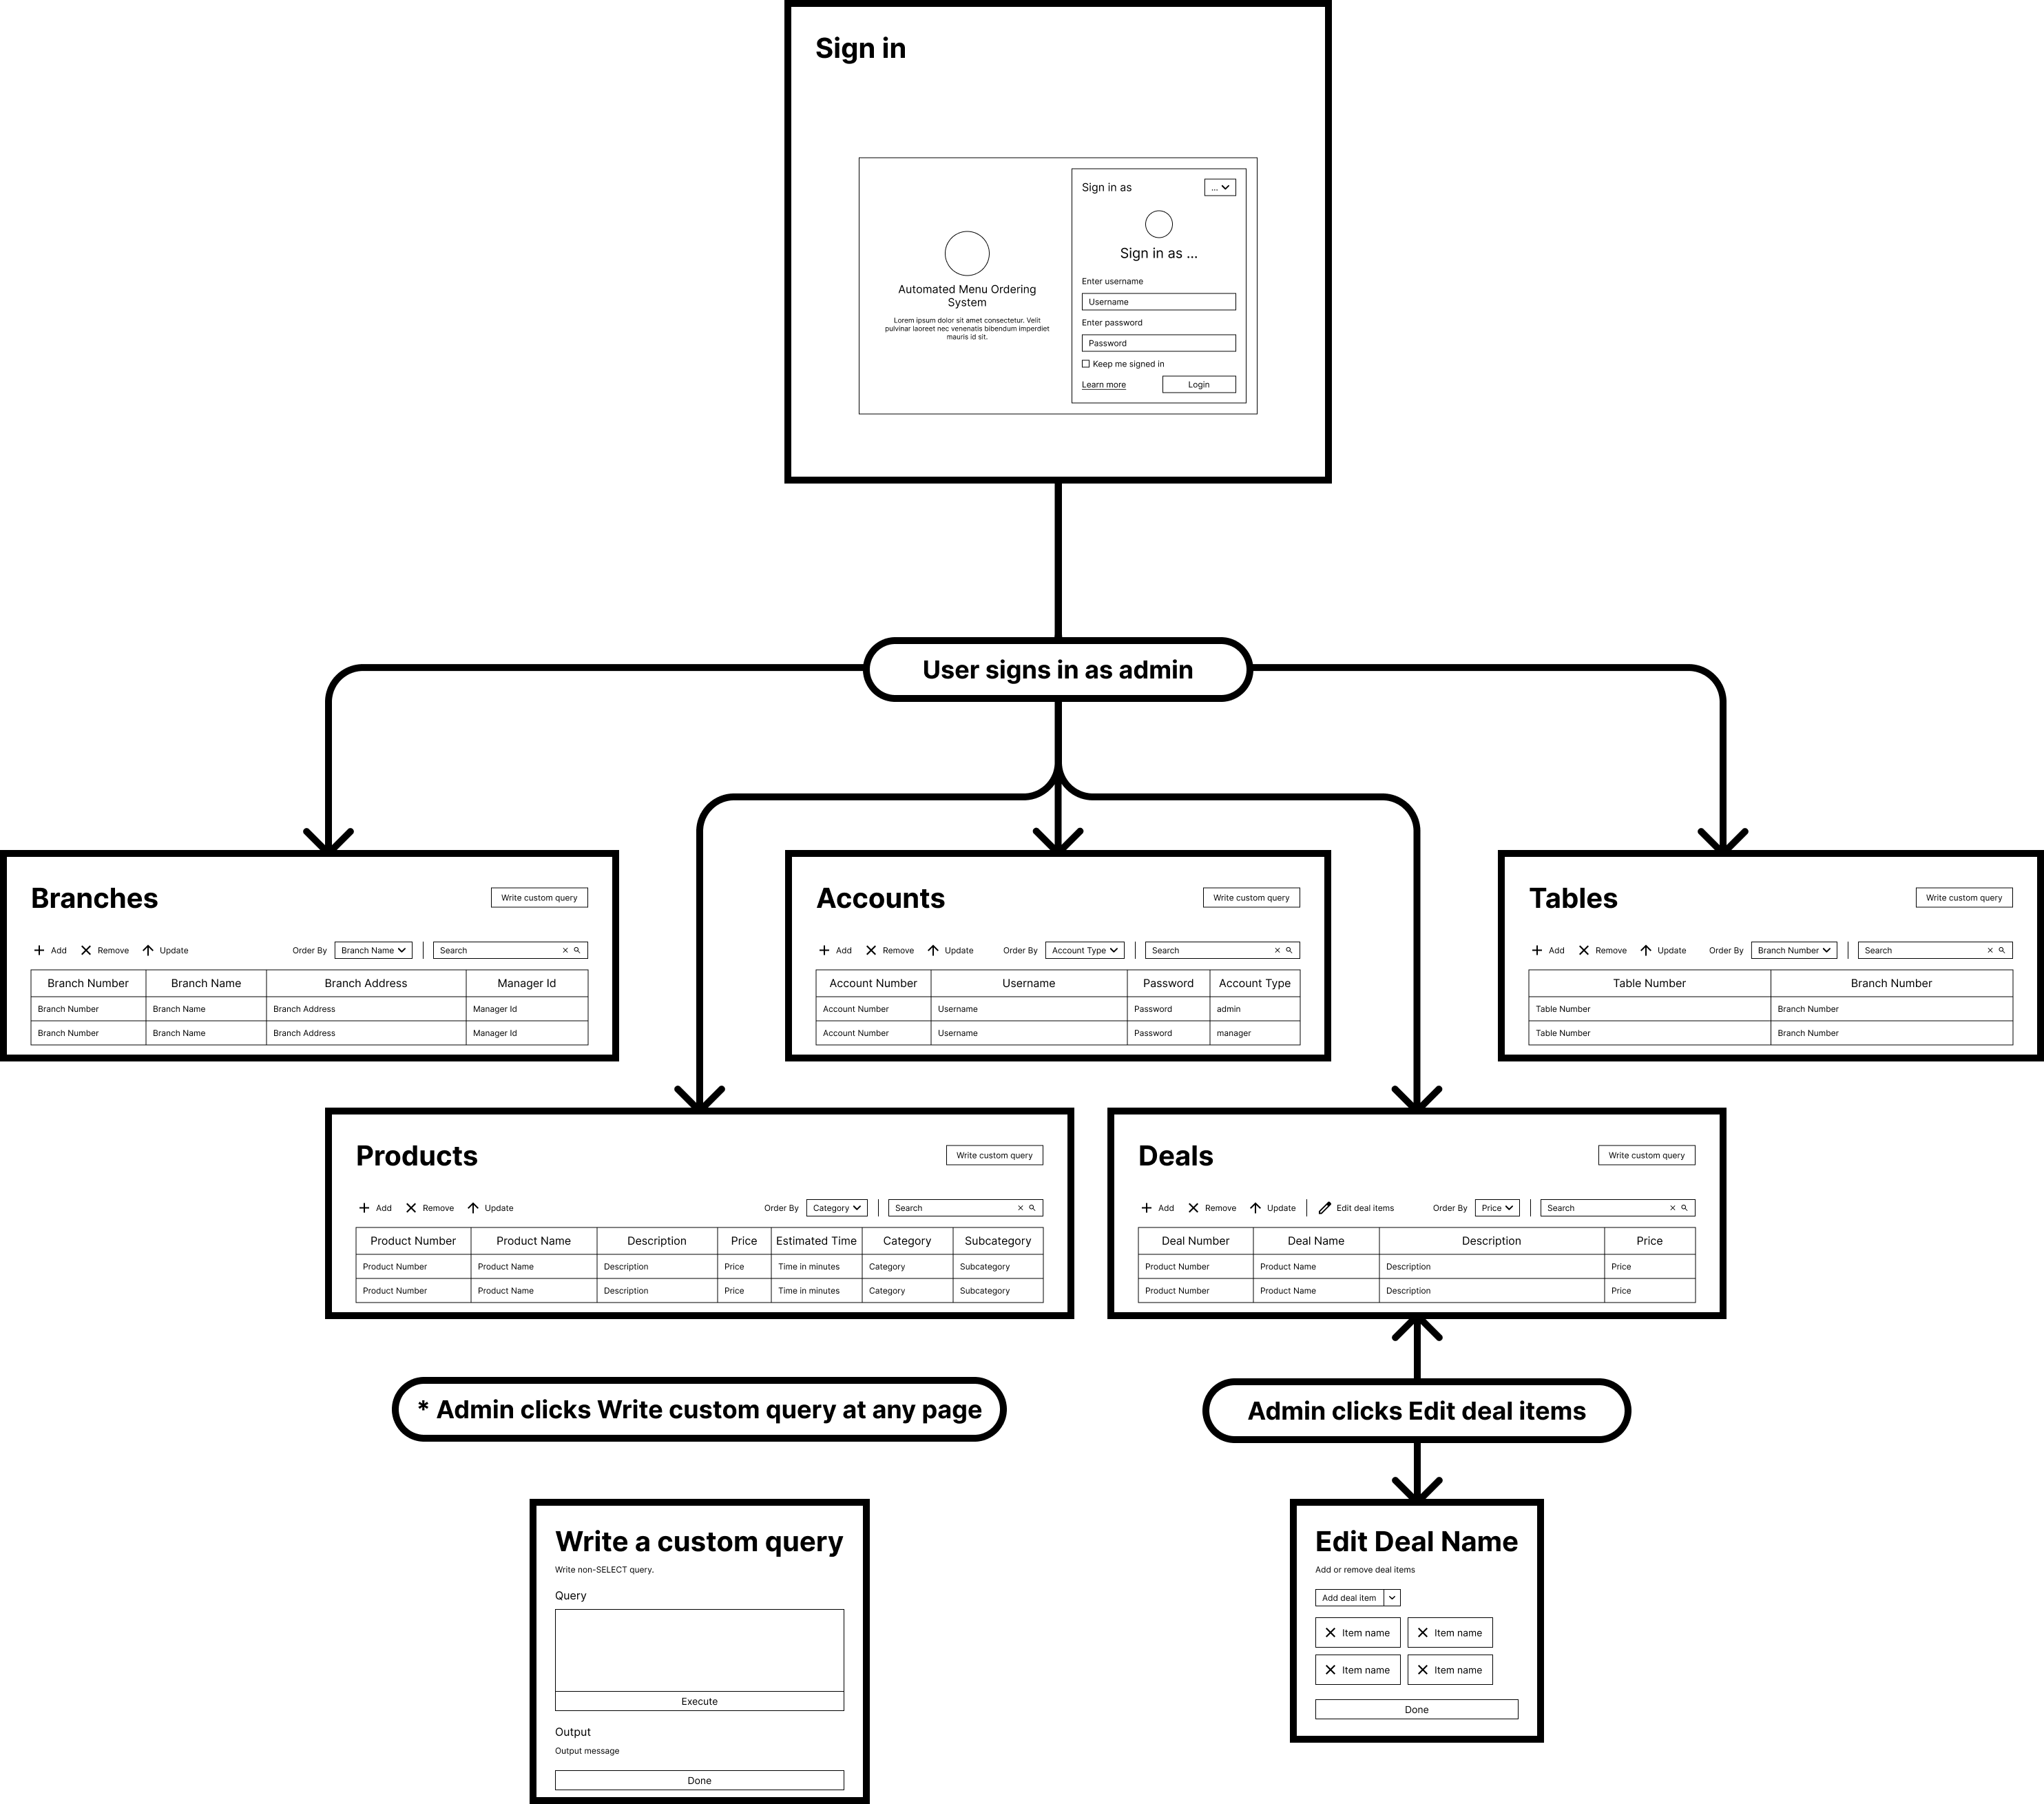 Sign in
Sign in as
...
Automated Menu Ordering
System
Lorem ipsum dolor sit amet consectetur. Velit
pulvinar laoreet nec venenatis bibendum imperdiet
mauris id sit.
Sign in as ...
Enter username
Username
Enter password
Password
Keep me signed in
Learn more
Login
User signs in as admin
Branches
Write custom query
Add Remove Update Order By Branch Name Search
Branch Number Branch Name Branch Address Manager Id
Branch Number Branch Name Branch Address Manager Id
Branch Number Branch Name Branch Address Manager Id
Accounts
Write custom query
Add Remove Update Order By Account Type Search
Account Number Username Password Account Type
Account Number Username Password admin
Account Number Username Password manager
Tables
Write custom query
Add Remove Update Order By Branch Number Search
Table Number Branch Number
Table Number Branch Number
Table Number Branch Number
Products
Write custom query
Add Remove Update Order By Category Search
Product Number Product Name Description Price Estimated Time Category Subcategory
Product Number Product Name Description Price Time in minutes Category Subcategory
Product Number Product Name Description Price Time in minutes Category Subcategory
Deals
Write custom query
Add Remove Update Edit deal items Order By Price Search
Deal Number Deal Name Description Price
Product Number Product Name Description Price
Product Number Product Name Description Price
* Admin clicks Write custom query at any page
Admin clicks Edit deal items
Write a custom query
Write non-SELECT query.
Query
Execute
Output
Output message
Done
Edit Deal Name
Add or remove deal items
Add deal item
Item name Item name
Item name Item name
Done